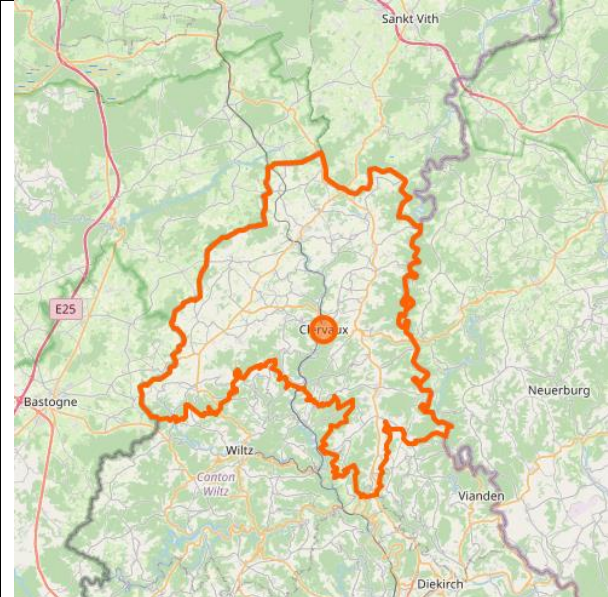 Sankt Vith
E25
Clervaux
Bastogne
Neuerburg
Wiltz
Canton
Wiltz
Vianden
Diekirch